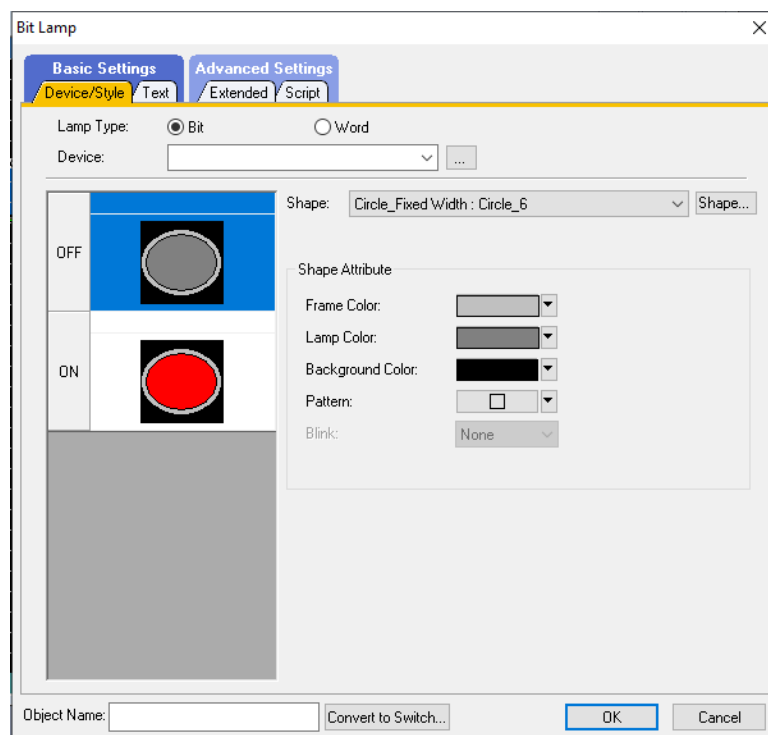 Bit Lamp
Basic Settings
Advanced Settings
Device/Style
Text
Extended
Script
Lamp Type:
Bit
Word
Device:
...
OFF
ON
Shape:
Circle_Fixed Width : Circle_6
Shape...
Shape Attribute
Frame Color:
Lamp Color:
Background Color:
Pattern:
Blink:
None
Object Name:
Convert to Switch...
OK
Cancel